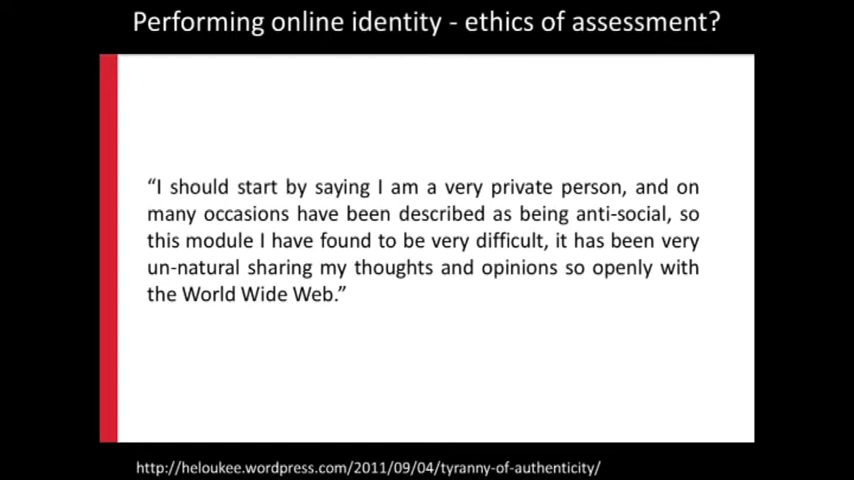 Performing online identity - ethics of assessment?
“I should start by saying I am a very private person, and on
many occasions have been described as being anti-social, so
this module I have found to be very difficult, it has been very
un-natural sharing my thoughts and opinions so openly with
the World Wide Web.”
http://heloukee.wordpress.com/2011/09/04/tyranny-of-authenticity/